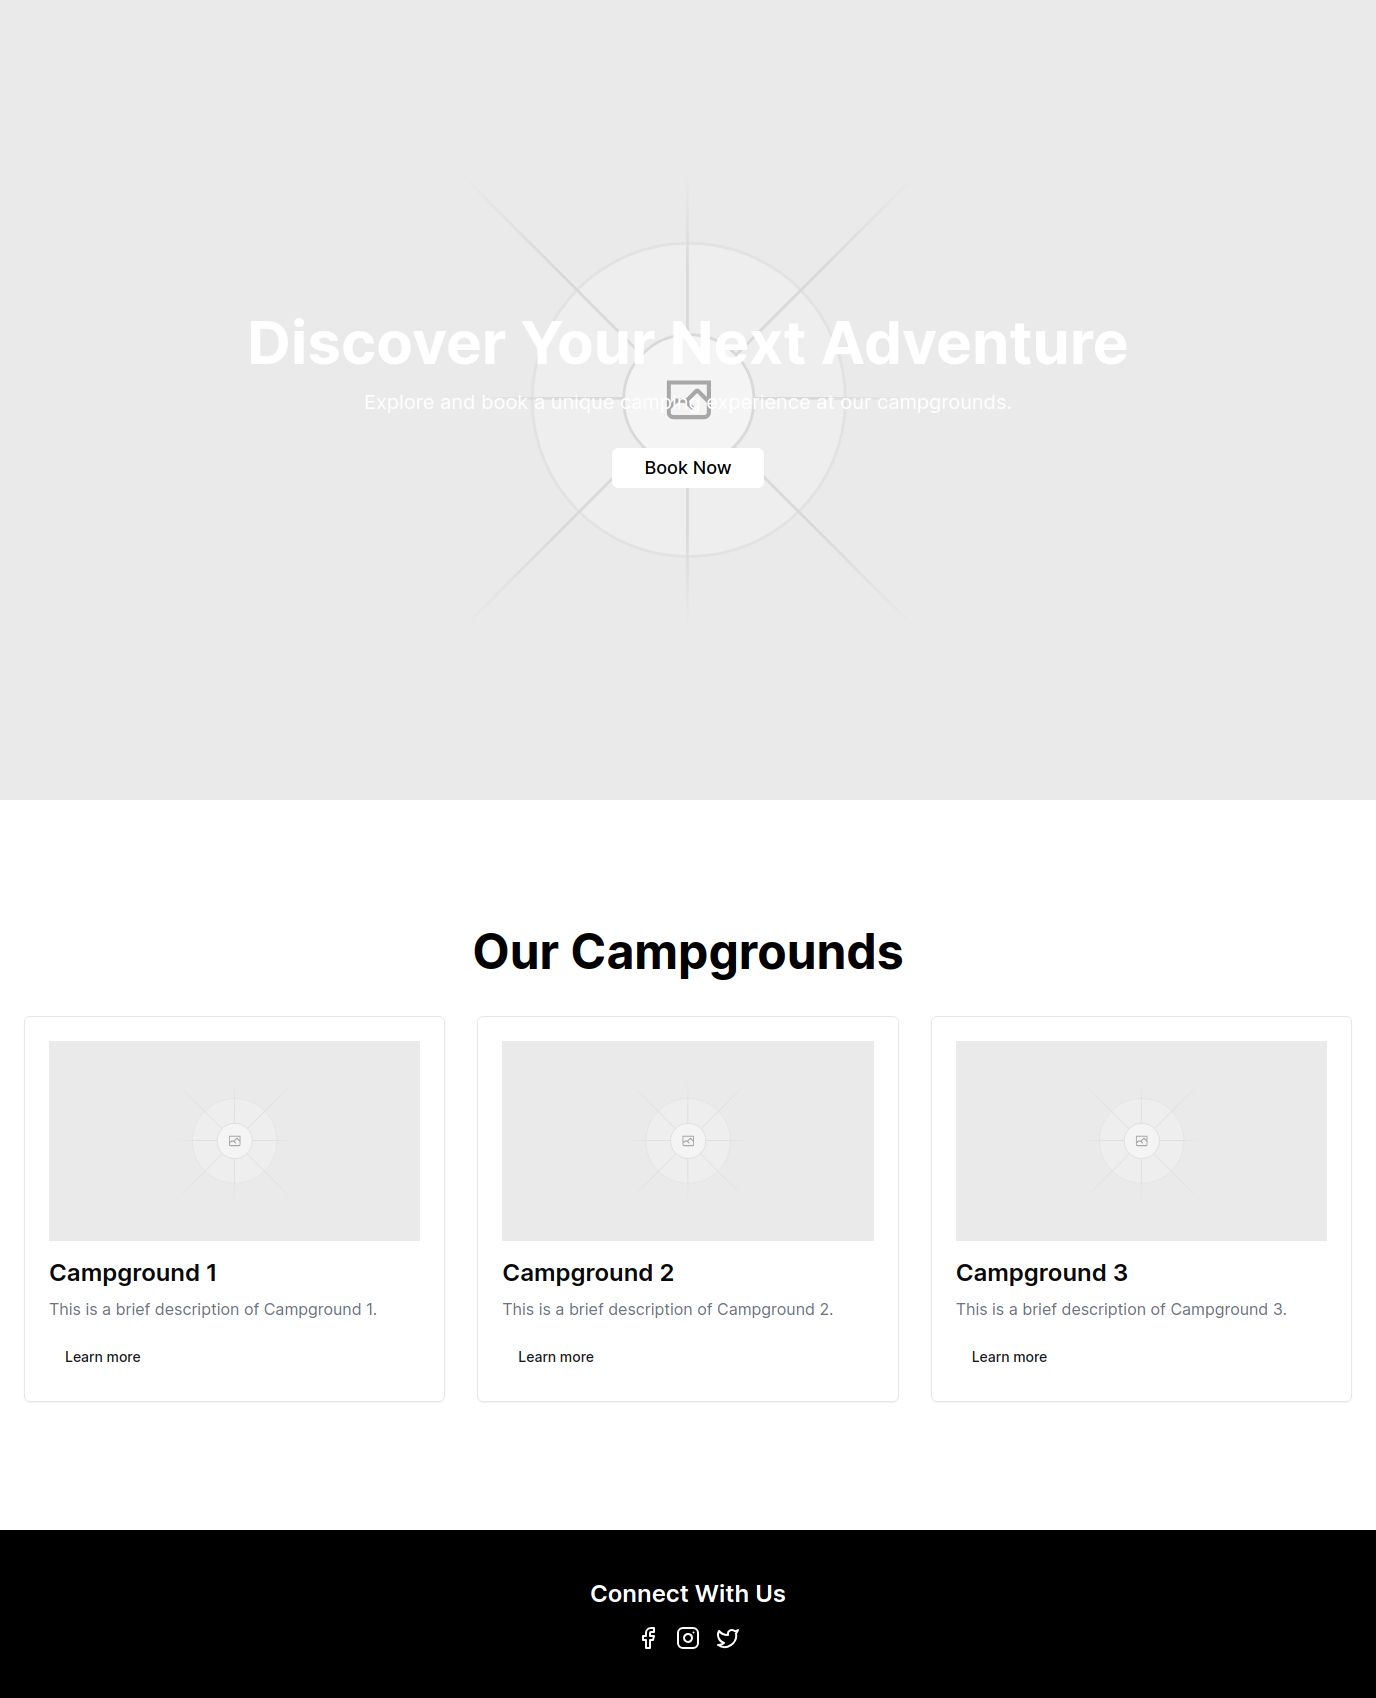 Discover Your Next Adventure
Explore and book a unique camping experience at our campgrounds.
Book Now
Our Campgrounds
Campground 1
This is a brief description of Campground 1.
Learn more
Campground 2
This is a brief description of Campground 2.
Learn more
Campground 3
This is a brief description of Campground 3.
Learn more
Connect With Us